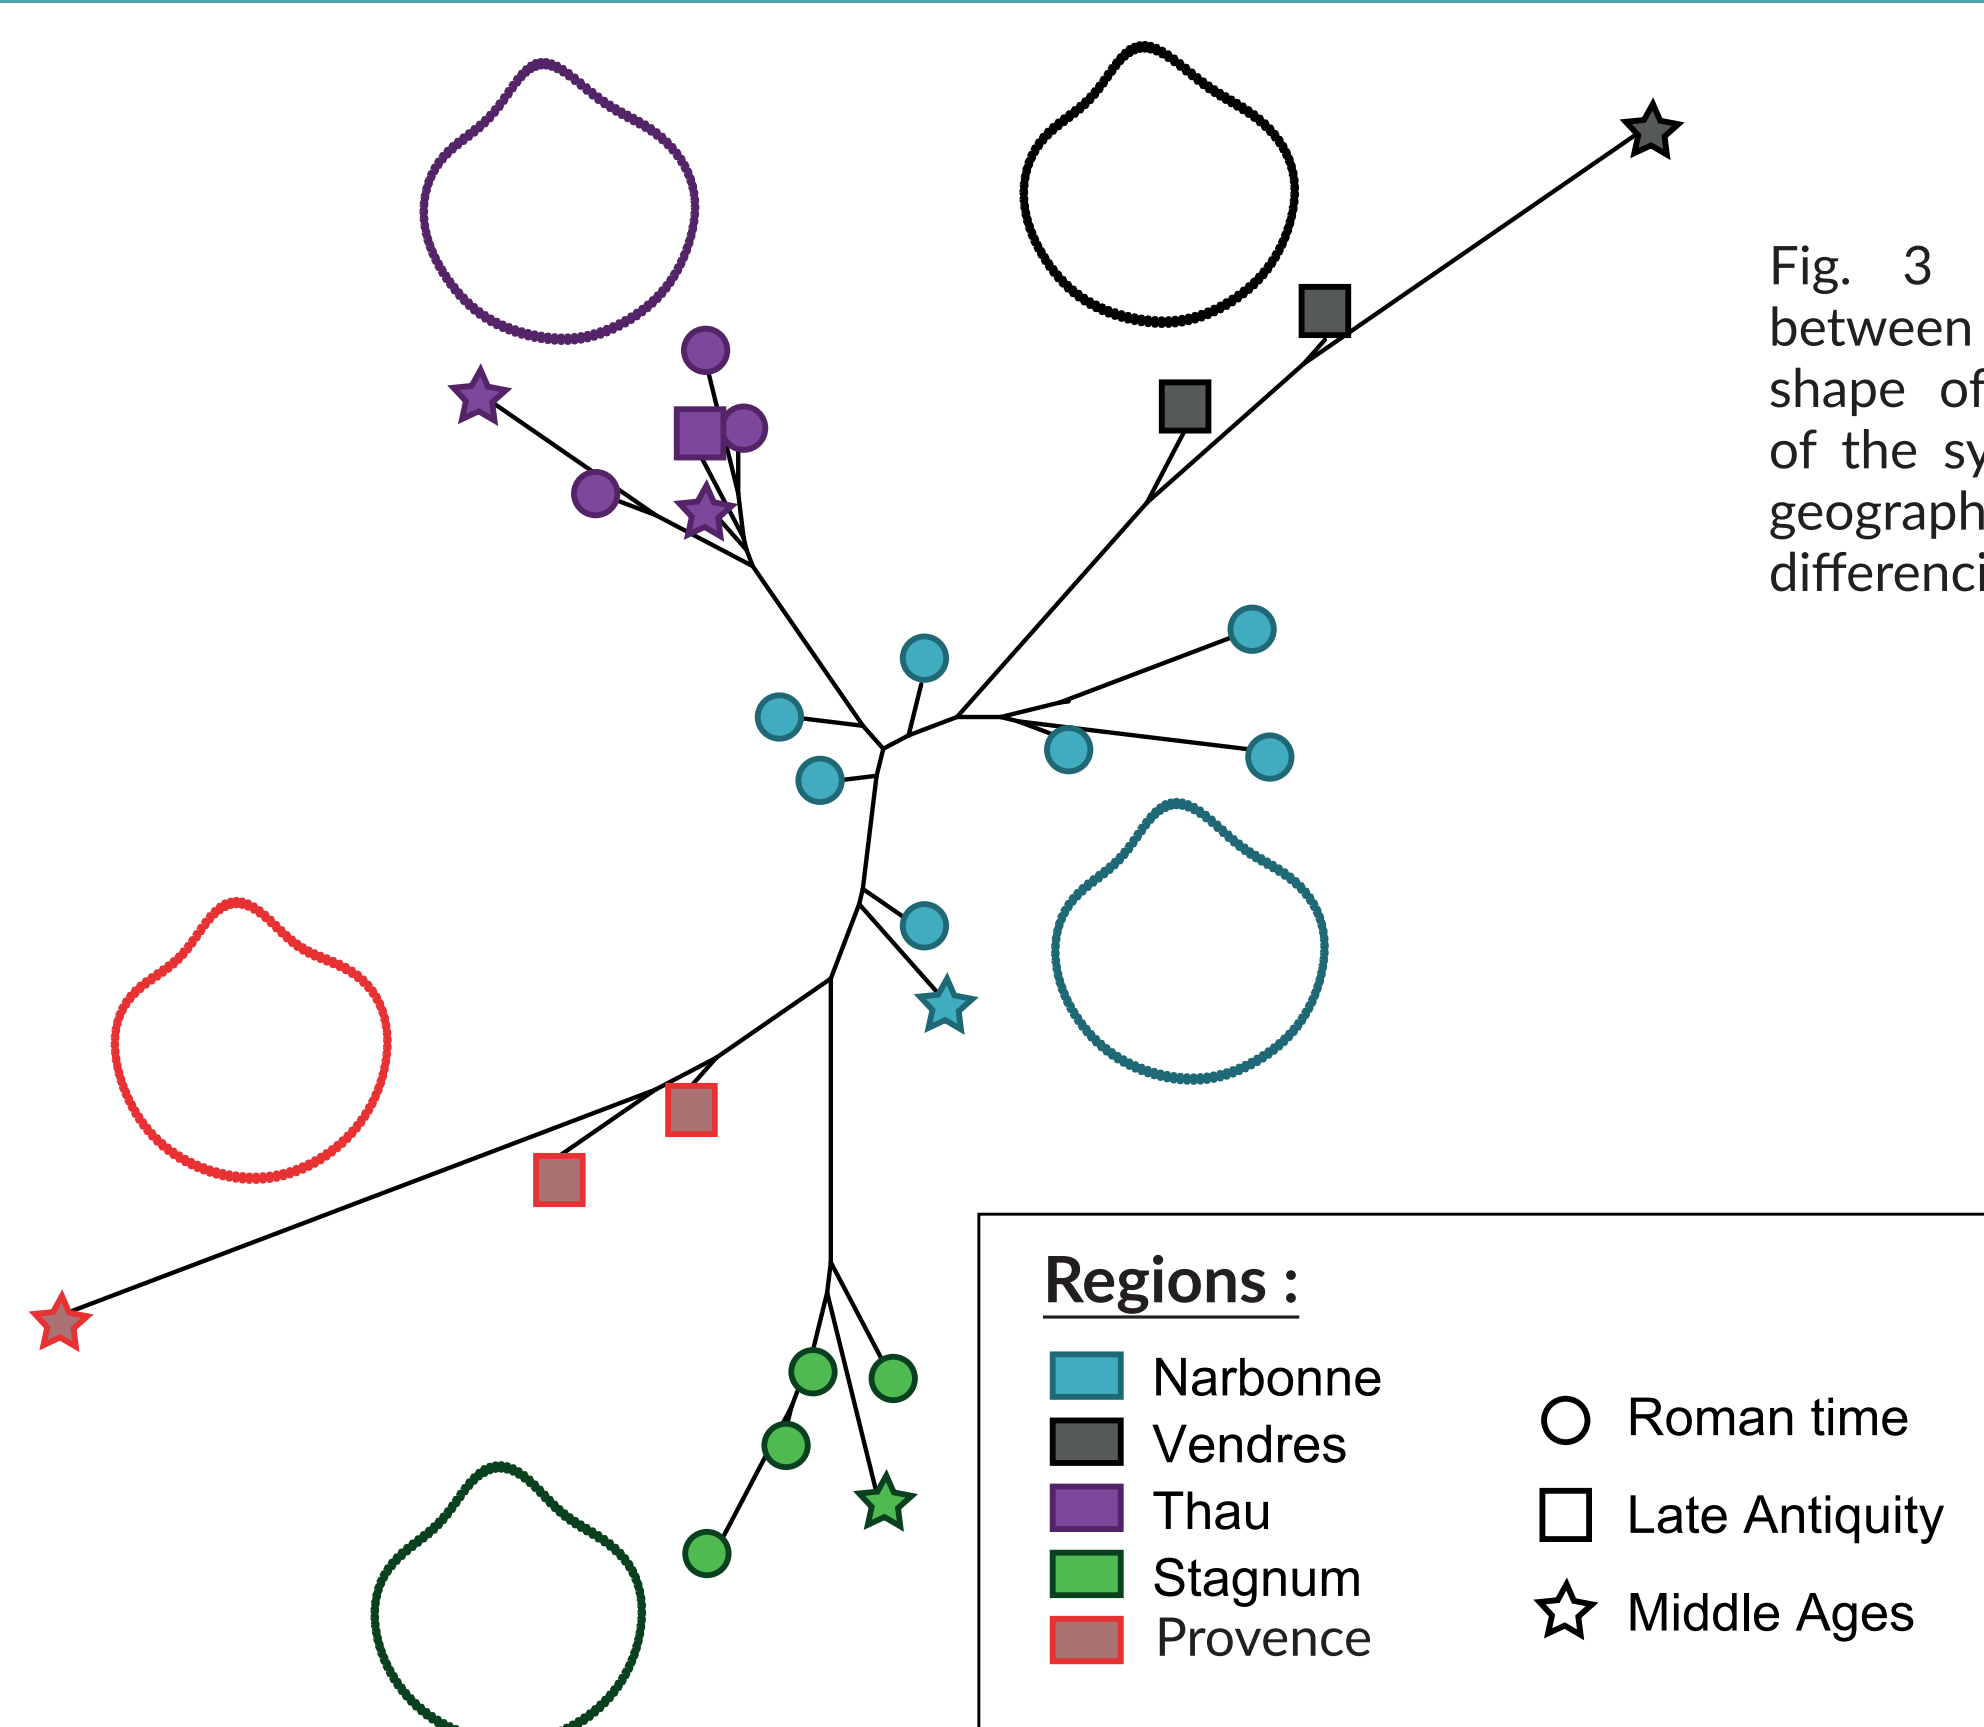 Fig. 3
between
shape of
of the
geograph
differenci
Regions :
Narbonne
Vendres
Thau
Stagnum
Provence
Roman time
Late Antiquity
Middle Ages